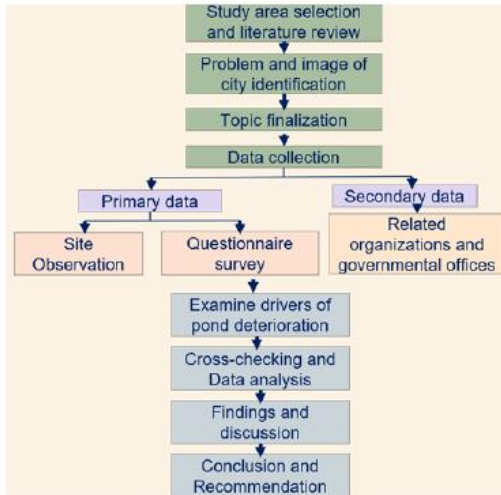 Study area selection
and literature review
Problem and image of
city identification
Topic finalization
Data collection
Primary data
Secondary data
Site
Observation
Questionnaire
survey
Related
organizations and
governmental offices
Examine drivers of
pond deterioration
Cross-checking and
Data analysis
Findings and
discussion
Conclusion and
Recommendation